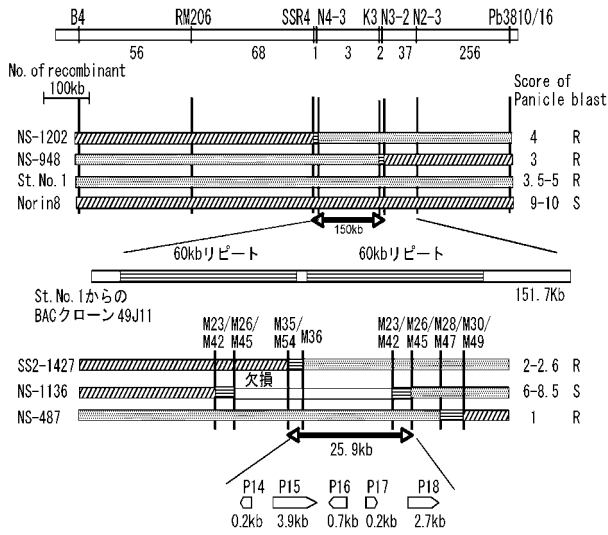 B4 RM206 SSR4 N4-3 K3 N3-2 N2-3 Pb3810/16
56 68 1 3 2 37 256
No. of recombinant
100kb
Score of
Panicle blast
NS-1202 4 R
NS-948 3 R
St.No.1 3.5-5 R
Norin8 9-10 S
150kb
60kbリピート 60kbリピート
151.7Kb
St.No.1からの
BACクローン49J11
M23/M26/ M35/ M23/M26/M28/M30/
M42 M45 M54 M36 M42 M45 M47 M49
SS2-1427 2-2.6 R
欠損
NS-1136 6-8.5 S
NS-487 1 R
25.9kb
P14 P15 P16 P17 P18
0.2kb 3.9kb 0.7kb 0.2kb 2.7kb